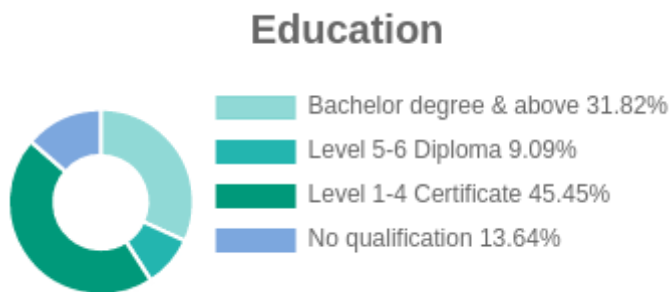 Education
Bachelor degree & above 31.82%
Level 5-6 Diploma 9.09%
Level 1-4 Certificate 45.45%
No qualification 13.64%